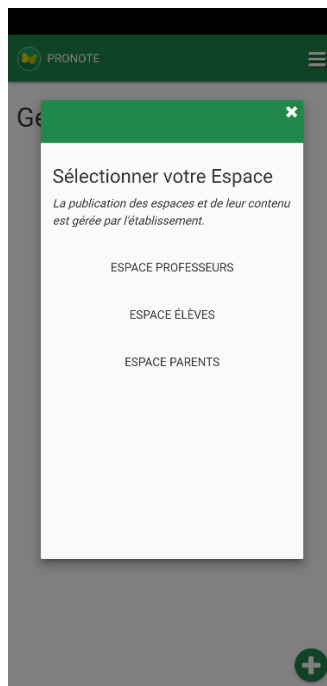 PRONOTE
Ge
Sélectionner votre Espace
La publication des espaces et de leur contenu
est gérée par l'établissement.
ESPACE PROFESSEURS
ESPACE ÉLÈVES
ESPACE PARENTS